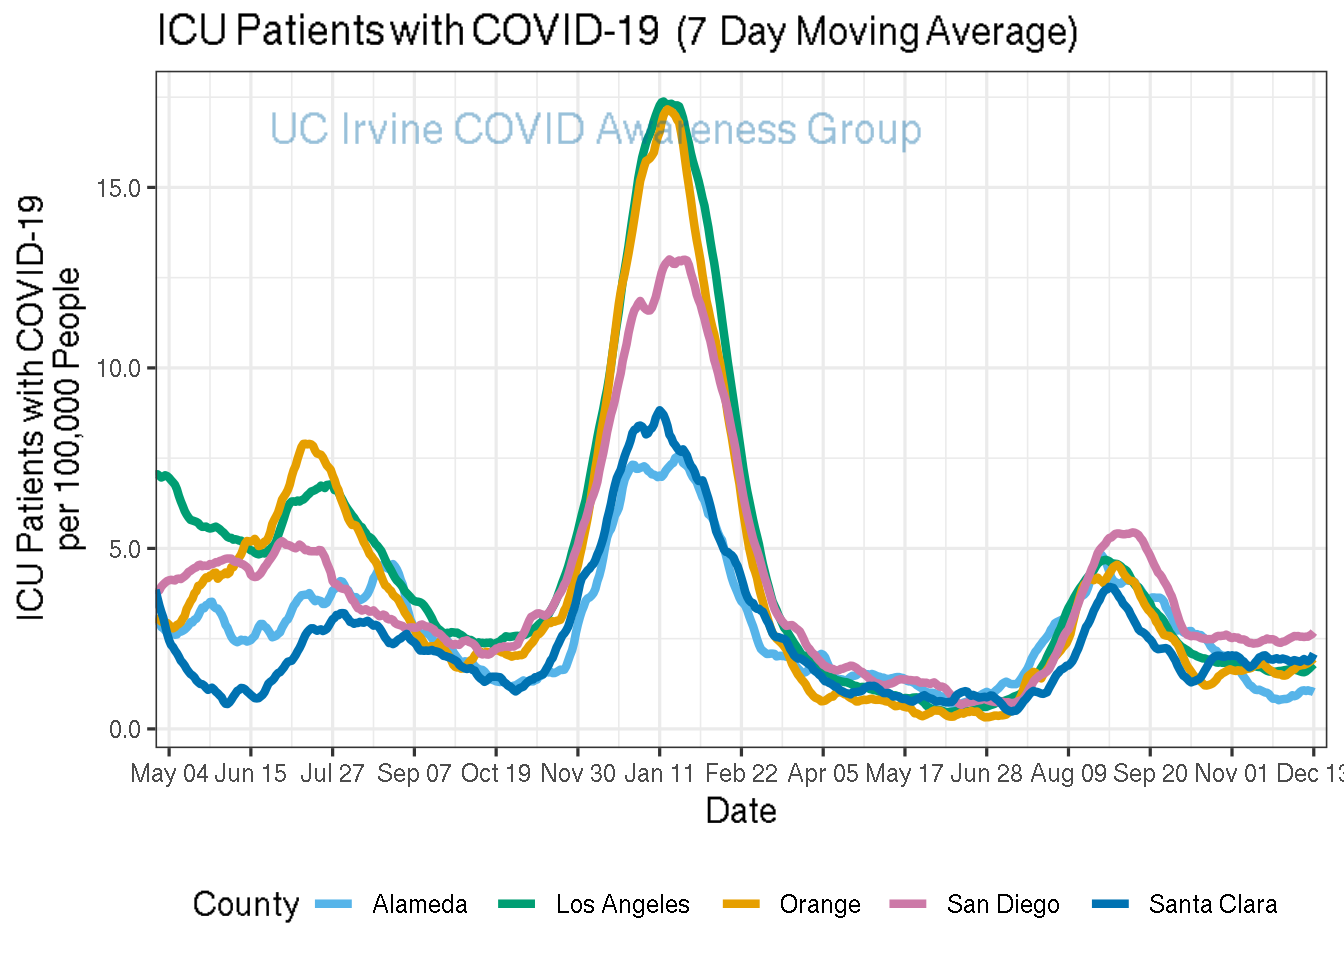 ICU Patients with COVID-19 (7 Day Moving Average)
UC Irvine COVID Awareness Group
ICU Patients with COVID-19
per 100,000 People
15.0
10.0
5.0
0.0
May 04 Jun 15 Jul 27 Sep 07 Oct 19 Nov 30 Jan 11 Feb 22 Apr 05 May 17 Jun 28 Aug 09 Sep 20 Nov 01 Dec 13
Date
County Alameda Los Angeles Orange San Diego Santa Clara